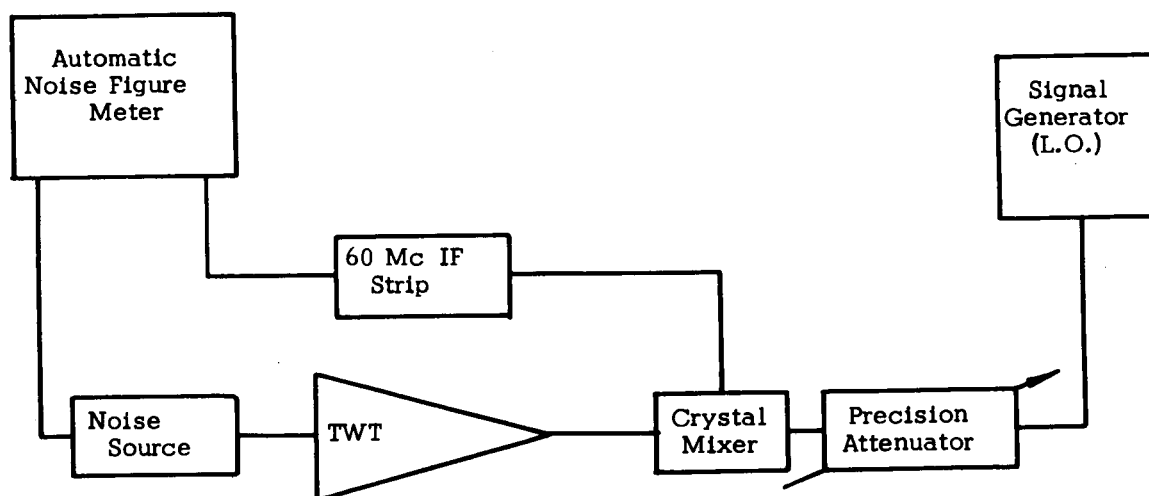 Automatic
Noise Figure
Meter
Signal
Generator
(L.O.)
60 Mc IF
Strip
Noise
Source
TWT
Crystal
Mixer
Precision
Attenuator